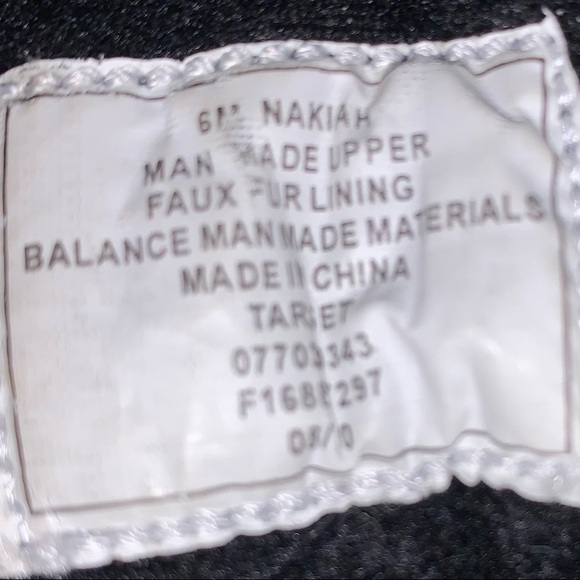 6M NAKIAH
MAN MADE UPPER
FAUX FUR LINING
BALANCE MAN MADE MATERIALS
MADE IN CHINA
TARGET